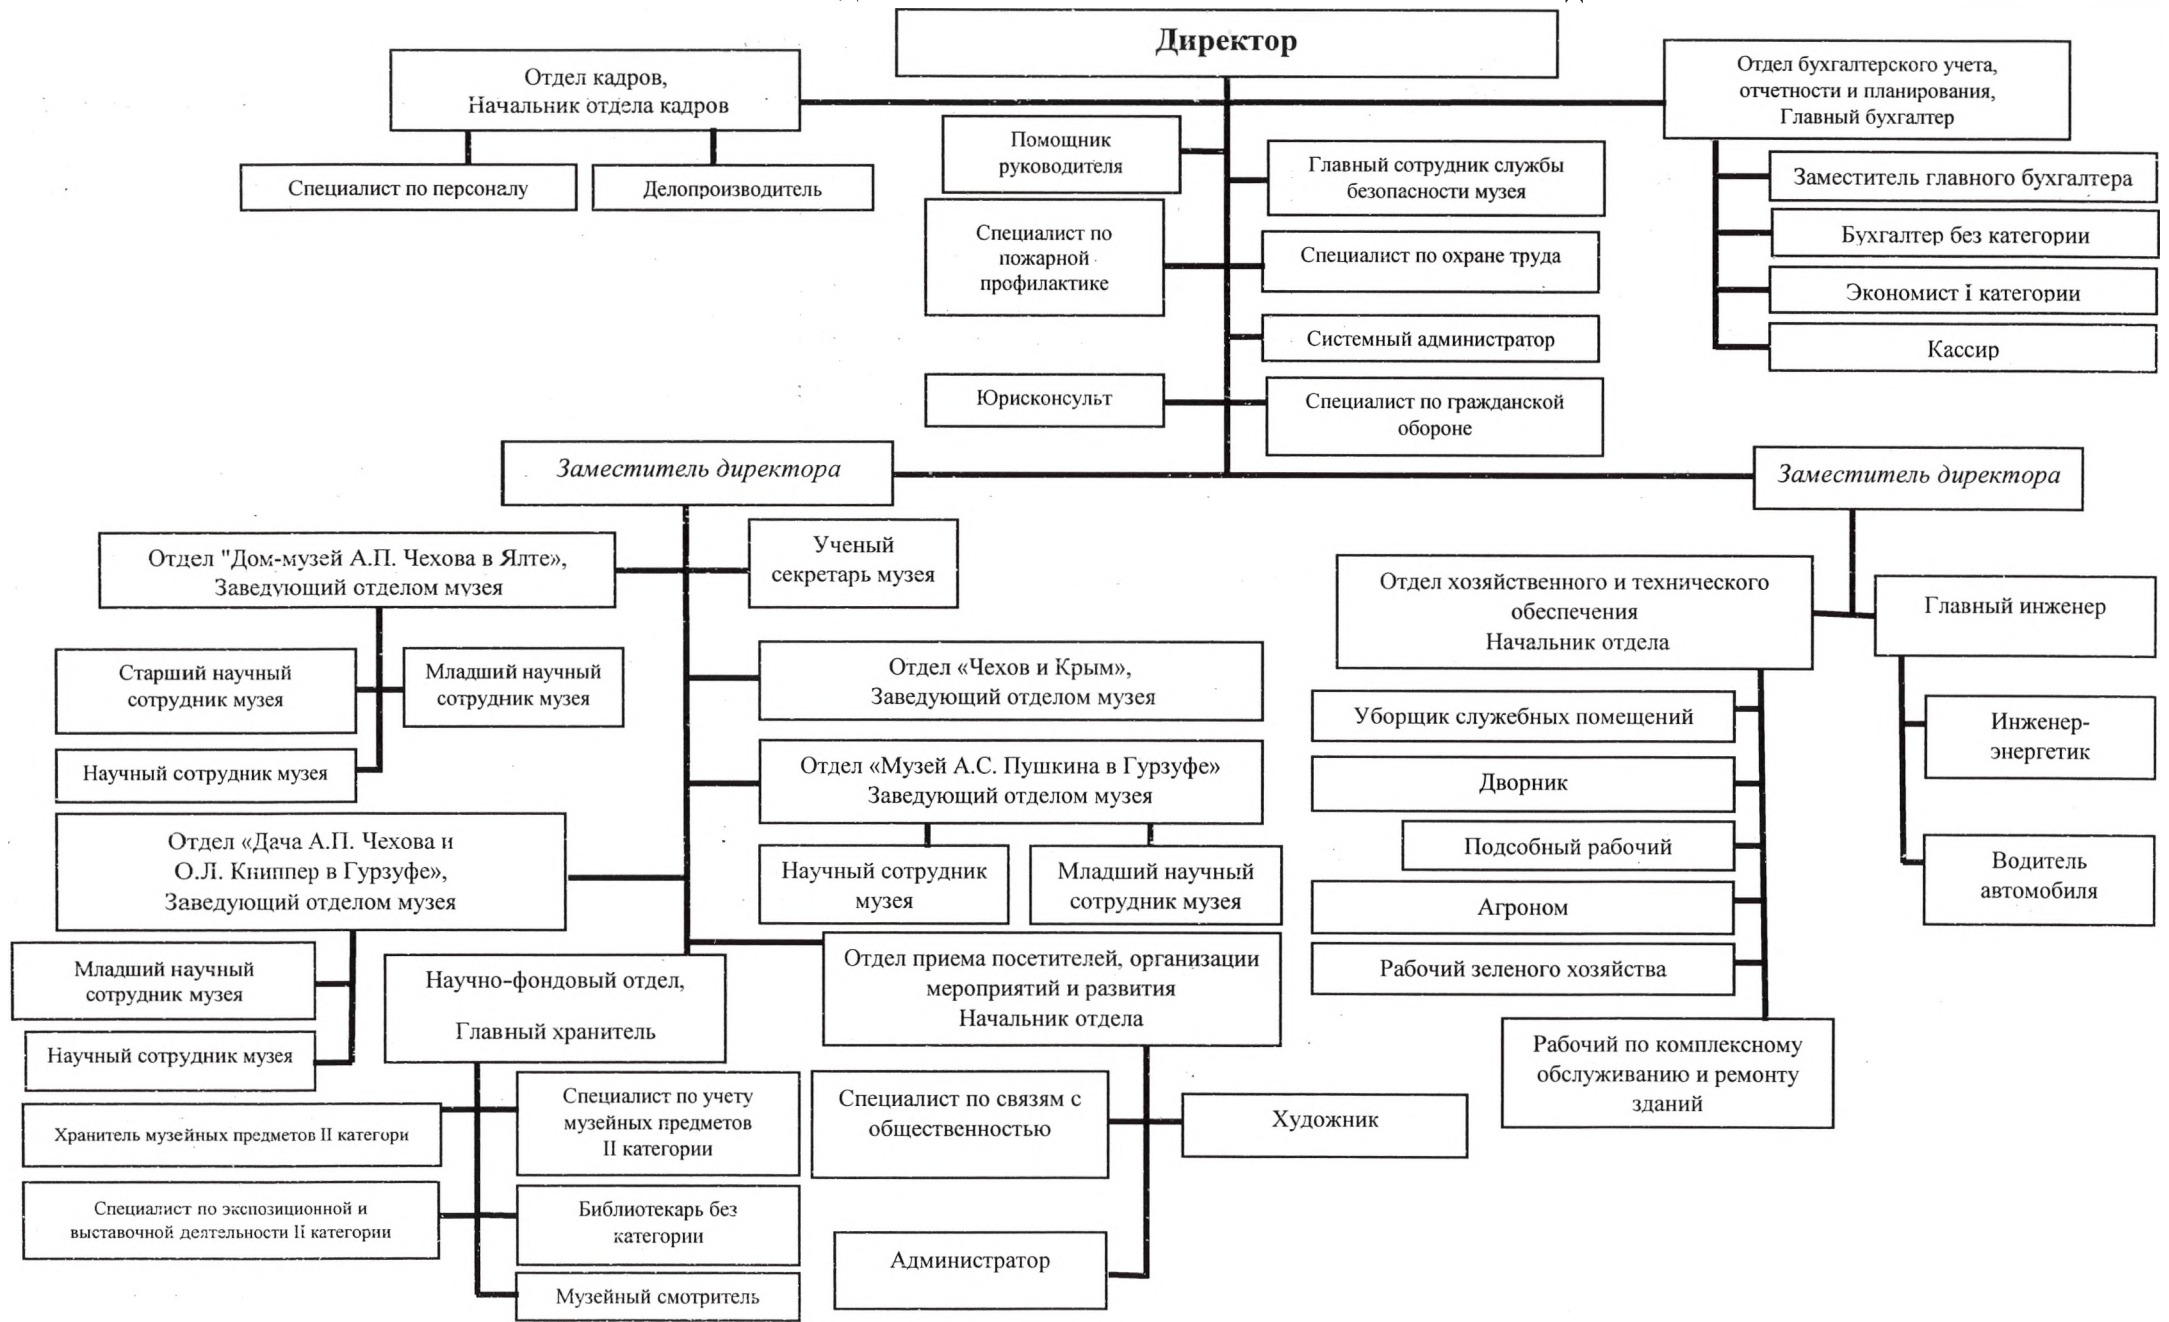 Директор
Отдел кадров,
Начальник отдела кадров
Отдел бухгалтерского учета,
отчетности и планирования,
Главный бухгалтер
Специалист по персоналу
Делопроизводитель
Помощник
руководителя
Главный сотрудник службы
безопасности музея
Заместитель главного бухгалтера
Специалист по
пожарной
профилактике
Специалист по охране труда
Бухгалтер без категории
Экономист I категории
Системный администратор
Кассир
Юрисконсульт
Специалист по гражданской
обороне
Заместитель директора
Заместитель директора
Отдел "Дом-музей А.П. Чехова в Ялте»,
Заведующий отделом музея
Ученый
секретарь музея
Старший научный
сотрудник музея
Младший научный
сотрудник музея
Научный сотрудник музея
Отдел «Чехов и Крым»,
Заведующий отделом музея
Отдел «Музей А.С. Пушкина в Гурзуфе»
Заведующий отделом музея
Научный сотрудник
музея
Младший научный
сотрудник музея
Отдел «Дача А.П. Чехова и
О.Л. Книппер в Гурзуфе»,
Заведующий отделом музея
Младший научный
сотрудник музея
Научный сотрудник музея
Научно-фондовый отдел,
Главный хранитель
Отдел приема посетителей, организации
мероприятий и развития
Начальник отдела
Хранитель музейных предметов II категори
Специалист по учету
музейных предметов
II категории
Специалист по экспозиционной и
выставочной деятельности II категории
Библиотекарь без
категории
Музейный смотритель
Специалист по связям с
общественностью
Художник
Администратор
Отдел хозяйственного и технического
обеспечения
Начальник отдела
Главный инженер
Уборщик служебных помещений
Дворник
Подсобный рабочий
Агроном
Рабочий зеленого хозяйства
Рабочий по комплексному
обслуживанию и ремонту
зданий
Инженер-
энергетик
Водитель
автомобиля